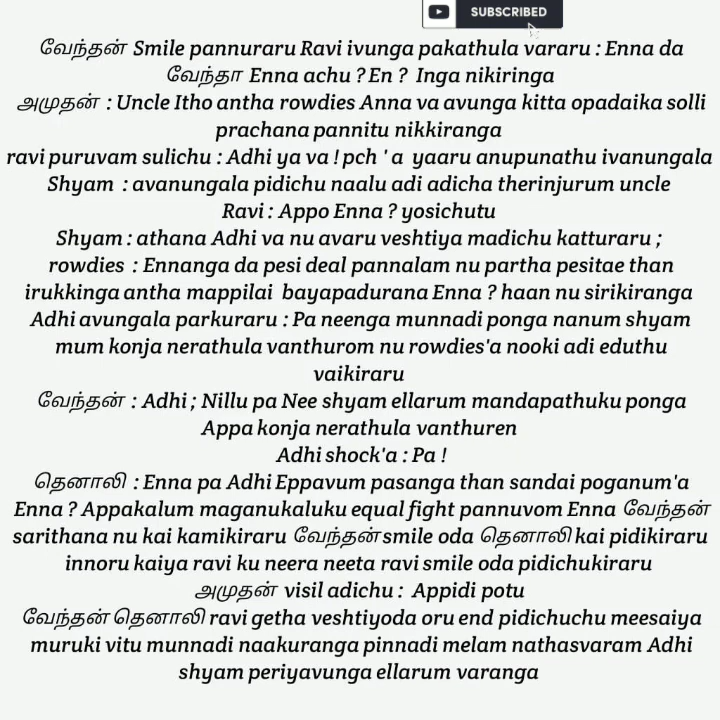 SUBSCRIBED
வேந்தன் Smile pannuraru Ravi ivunga pakathula vararu : Enna da
வேந்தா Enna achu ? En ? Inga nikiringa
அமுதன் : Uncle Itho antha rowdies Anna va avunga kitta opadaika solli
prachana pannitu nikkiranga
ravi puruvam sulichu : Adhi ya va ! pch ' a yaaru anupunathu ivanungala
Shyam : avanungala pidichu naalu adi adicha therinjurum uncle
Ravi : Appo Enna ? yosichutu
Shyam : athana Adhi va nu avaru veshtiya madichu katturaru ;
rowdies : Ennanga da pesi deal pannalam nu partha pesitae than
irukkinga antha mappilai bayapadurana Enna ? haan nu sirikiranga
Adhi avungala parkuraru : Pa neenga munnadi ponga nanum shyam
mum konja nerathula vanthurom nu rowdies'a nooki adi eduthu
vaikiraru
வேந்தன் : Adhi ; Nillu pa Nee shyam ellarum mandapathuku ponga
Appa konja nerathula vanthuren
Adhi shock'a : Pa !
தெனாலி : Enna pa Adhi Eppavum pasanga than sandai poganum'a
Enna ? Appakalum maganukaluku equal fight pannuvom Enna வேந்தன்
sarithana nu kai kamikiraru வேந்தன் smile oda தெனாலி kai pidikiraru
innoru kaiya ravi ku neera neeta ravi smile oda pidichukiraru
அமுதன் visil adichu : Appidi potu
வேந்தன் தெனாலி ravi getha veshtiyoda oru end pidichuchu meesaiya
muruki vitu munnadi naakuranga pinnadi melam nathasvaram Adhi
shyam periyavunga ellarum varanga